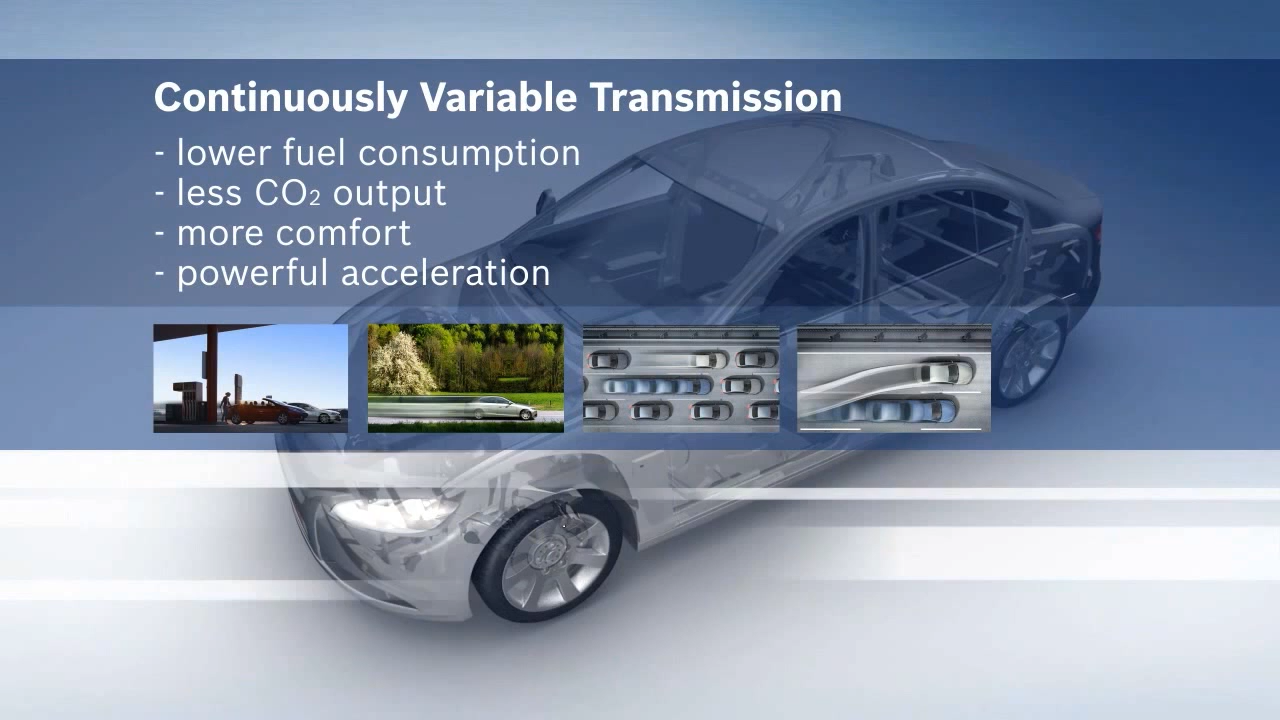 Continuously Variable Transmission
- lower fuel consumption
- less CO₂ output
- more comfort
- powerful acceleration